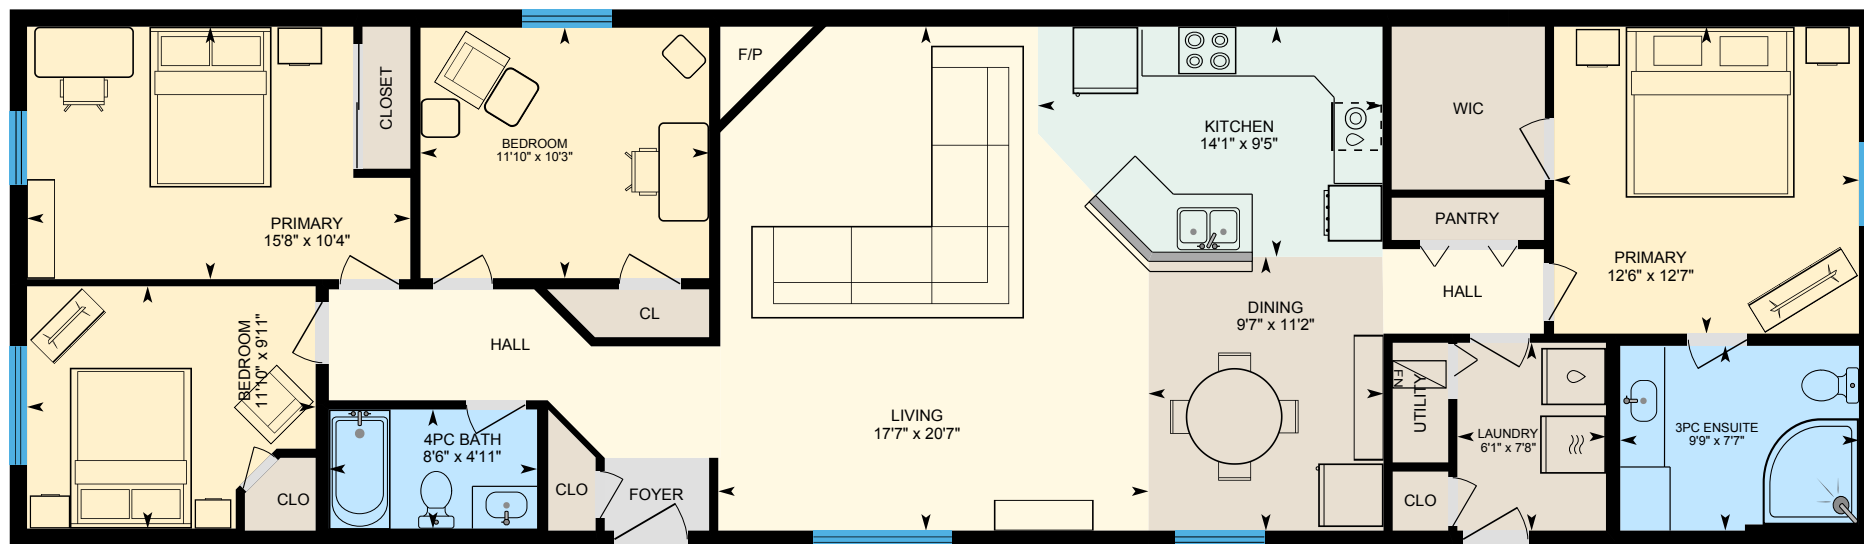 PRIMARY
15'8" x 10'4"
CLOSET
BEDROOM
11'10" x 10'3"
F/P
KITCHEN
14'1" x 9'5"
WIC
PANTRY
PRIMARY
12'6" x 12'7"
HALL
BEDROOM
11'10" x 9'11"
HALL
CL
DINING
9'7" x 11'2"
LIVING
17'7" x 20'7"
4PC BATH
8'6" x 4'11"
CLO
CLO
FOYER
FN
UTILITY
LAUNDRY
6'1" x 7'8"
CLO
3PC ENSUITE
9'9" x 7'7"